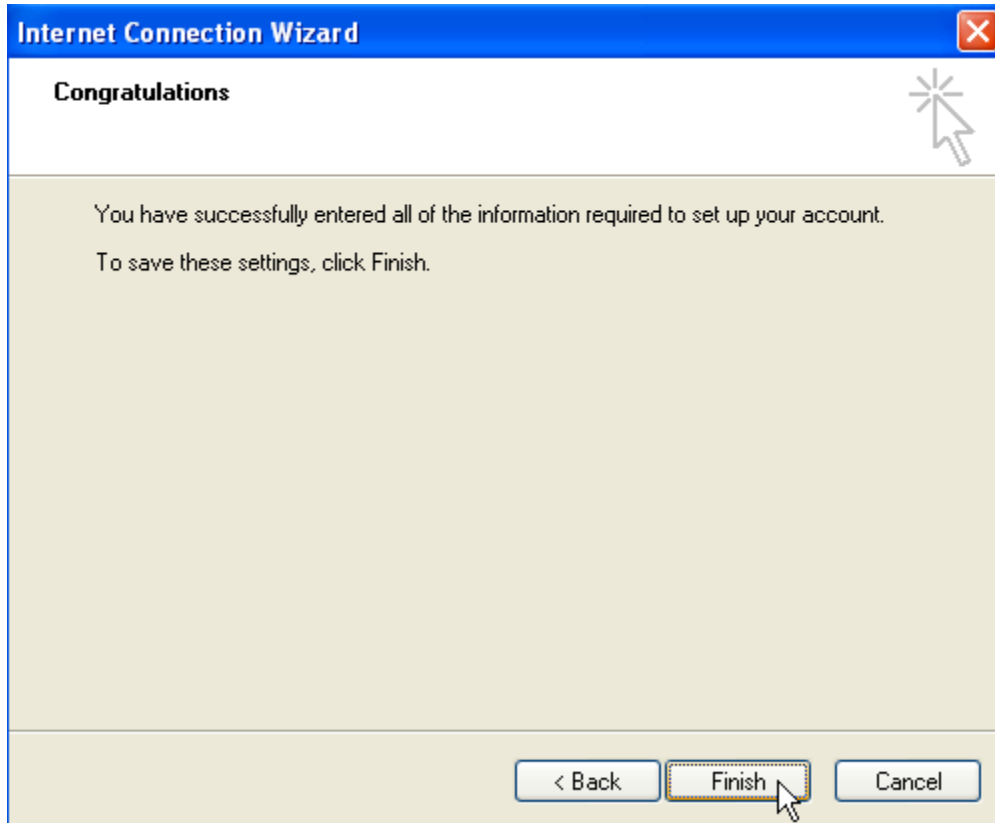 Internet Connection Wizard
Congratulations
You have successfully entered all of the information required to set up your account.
To save these settings, click Finish.
< Back
Finish
Cancel